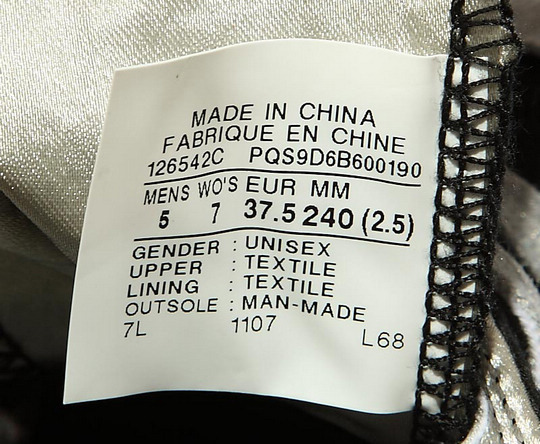 MADE IN CHINA
FABRIQUE EN CHINE
126542C PQS9D6B600190
MENS WO'S EUR MM
5 7 37.5 240 (2.5)
GENDER : UNISEX
UPPER : TEXTILE
LINING : TEXTILE
OUTSOLE : MAN-MADE
7L 1107 L68